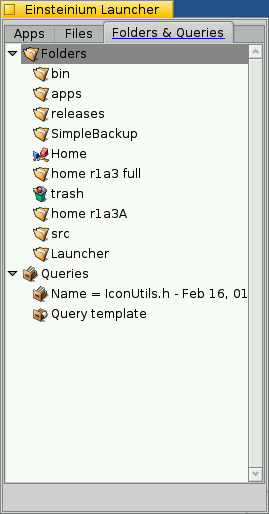 Einsteinium Launcher
Apps Files Folders & Queries
Folders
bin
apps
releases
SimpleBackup
Home
home r1a3 full
trash
home r1a3A
src
Launcher
Queries
Name = IconUtils.h - Feb 16, 01
Query template